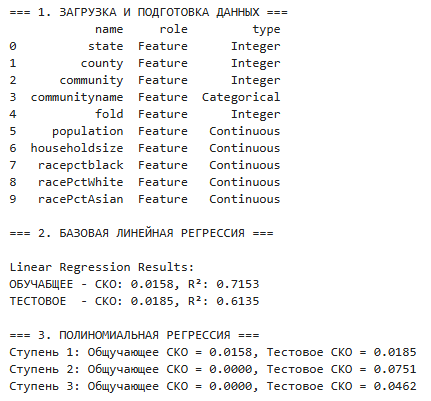 === 1. ЗАГРУЗКА И ПОДГОТОВКА ДАННЫХ ===
name role type
0 state Feature Integer
1 county Feature Integer
2 community Feature Integer
3 communityname Feature Categorical
4 fold Feature Integer
5 population Feature Continuous
6 householdsize Feature Continuous
7 racepctblack Feature Continuous
8 racePctWhite Feature Continuous
9 racePctAsian Feature Continuous
=== 2. БАЗОВАЯ ЛИНЕЙНАЯ РЕГРЕССИЯ ===
Linear Regression Results:
ОБУЧАБЩЕЕ - СКО: 0.0158, R²: 0.7153
ТЕСТОВОЕ - СКО: 0.0185, R²: 0.6135
=== 3. ПОЛИНОМИАЛЬНАЯ РЕГРЕССИЯ ===
Ступень 1: Общучающее СКО = 0.0158, Тестовое СКО = 0.0185
Ступень 2: Общучающее СКО = 0.0000, Тестовое СКО = 0.0751
Ступень 3: Общучающее СКО = 0.0000, Тестовое СКО = 0.0462